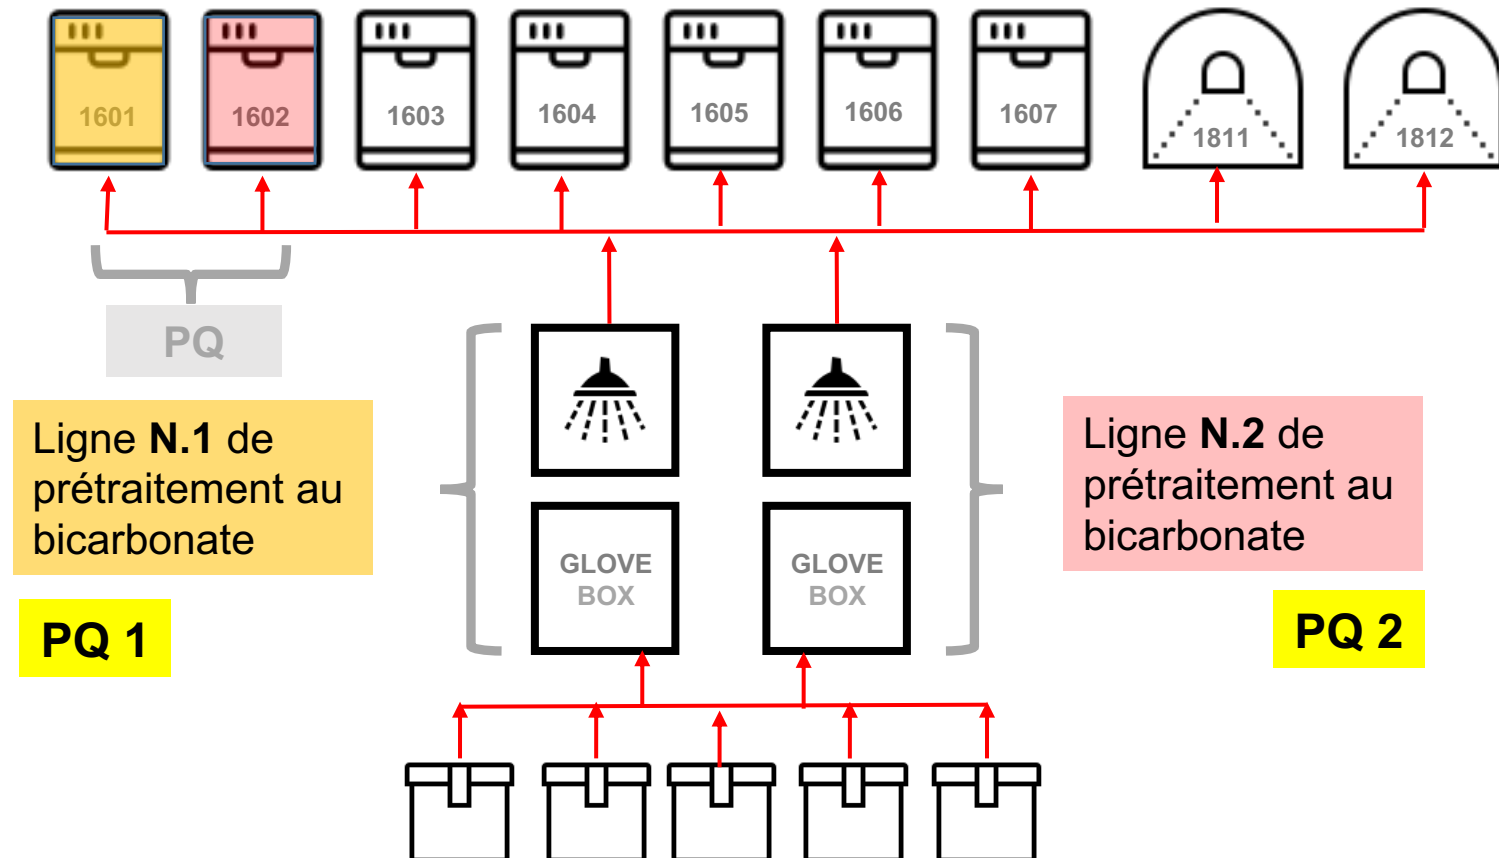 1601
1602
1603
1604
1605
1606
1607
1811
1812
PQ
Ligne N.1 de
prétraitement au
bicarbonate
PQ 1
GLOVE
BOX
GLOVE
BOX
Ligne N.2 de
prétraitement au
bicarbonate
PQ 2